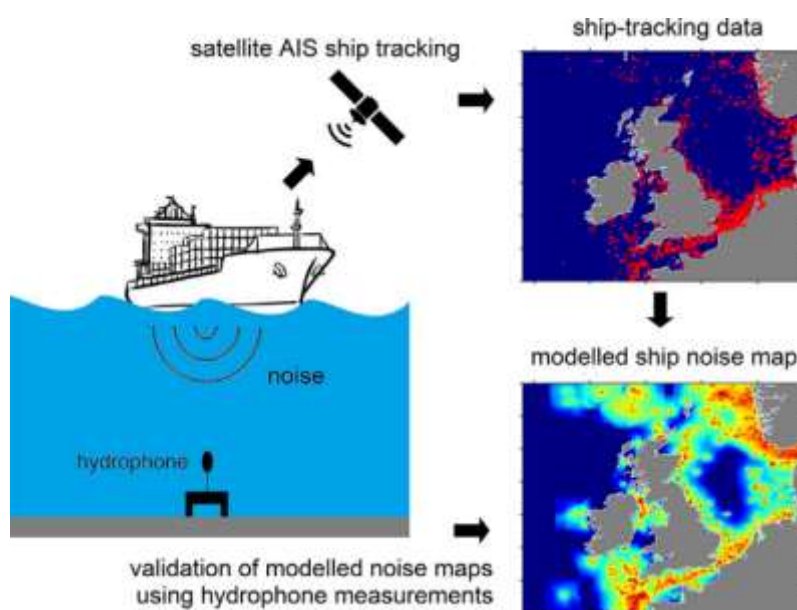 satellite AIS ship tracking
ship-tracking data
noise
modelled ship noise map
hydrophone
validation of modelled noise maps
using hydrophone measurements